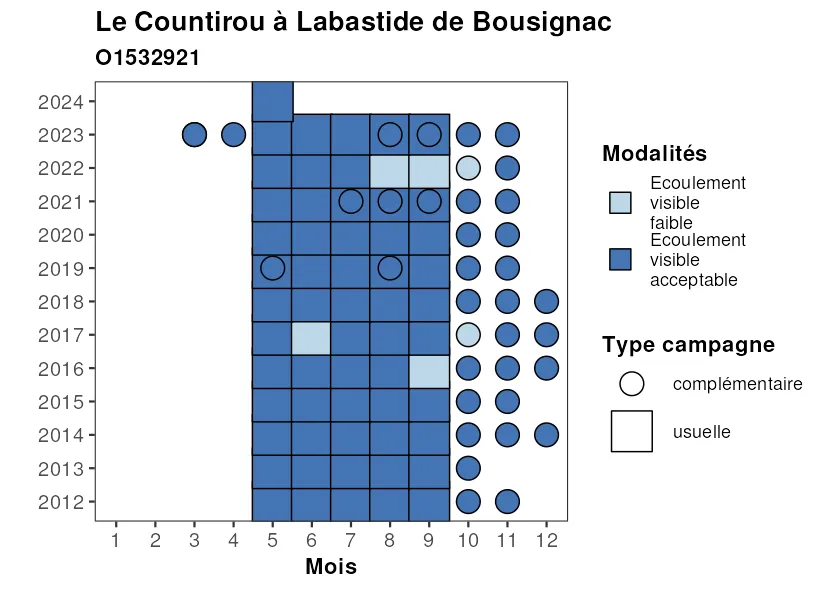 Le Countirou à Labastide de Bousignac
O1532921
2024
2023
2022
2021
2020
2019
2018
2017
2016
2015
2014
2013
2012
1 2 3 4 5 6 7 8 9 10 11 12
Mois
Modalités
Ecoulement
visible
faible
Ecoulement
visible
acceptable
Type campagne
complémentaire
usuelle